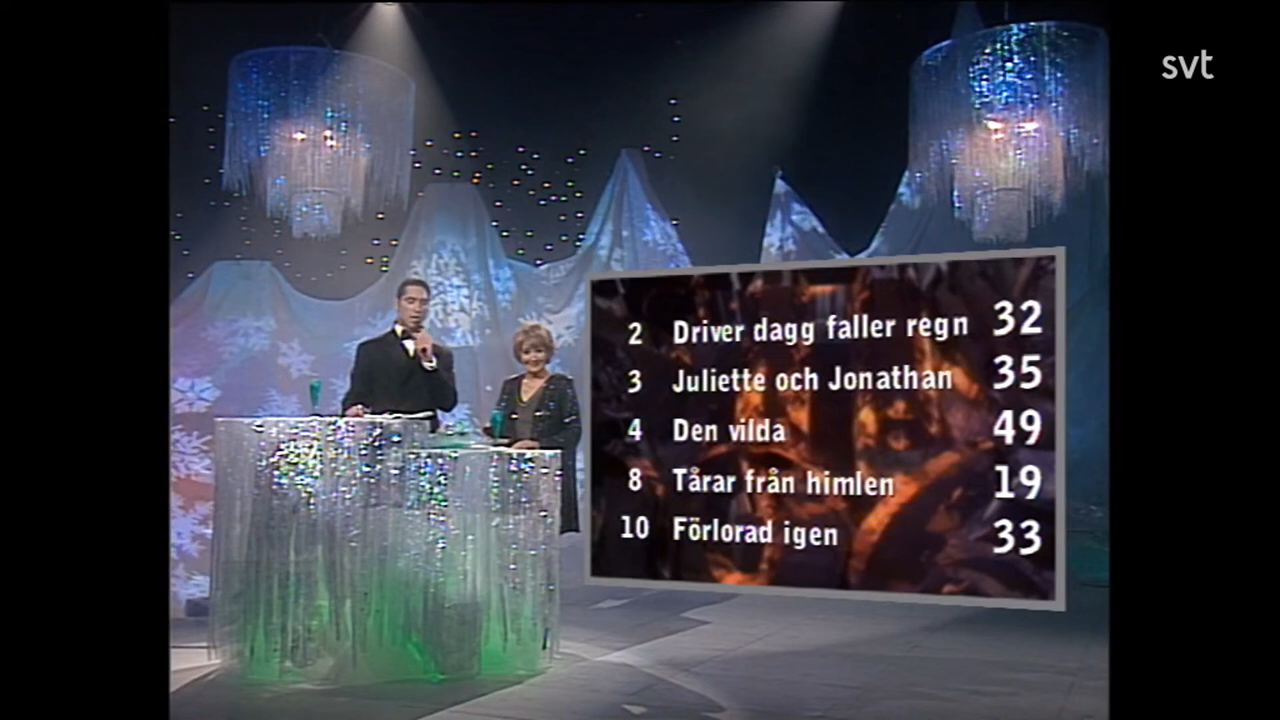 svt
2 Driver dagg faller regn 32
3 Juliette och Jonathan 35
4 Den vilda 49
8 Tårar från himlen 19
10 Förlorad igen 33